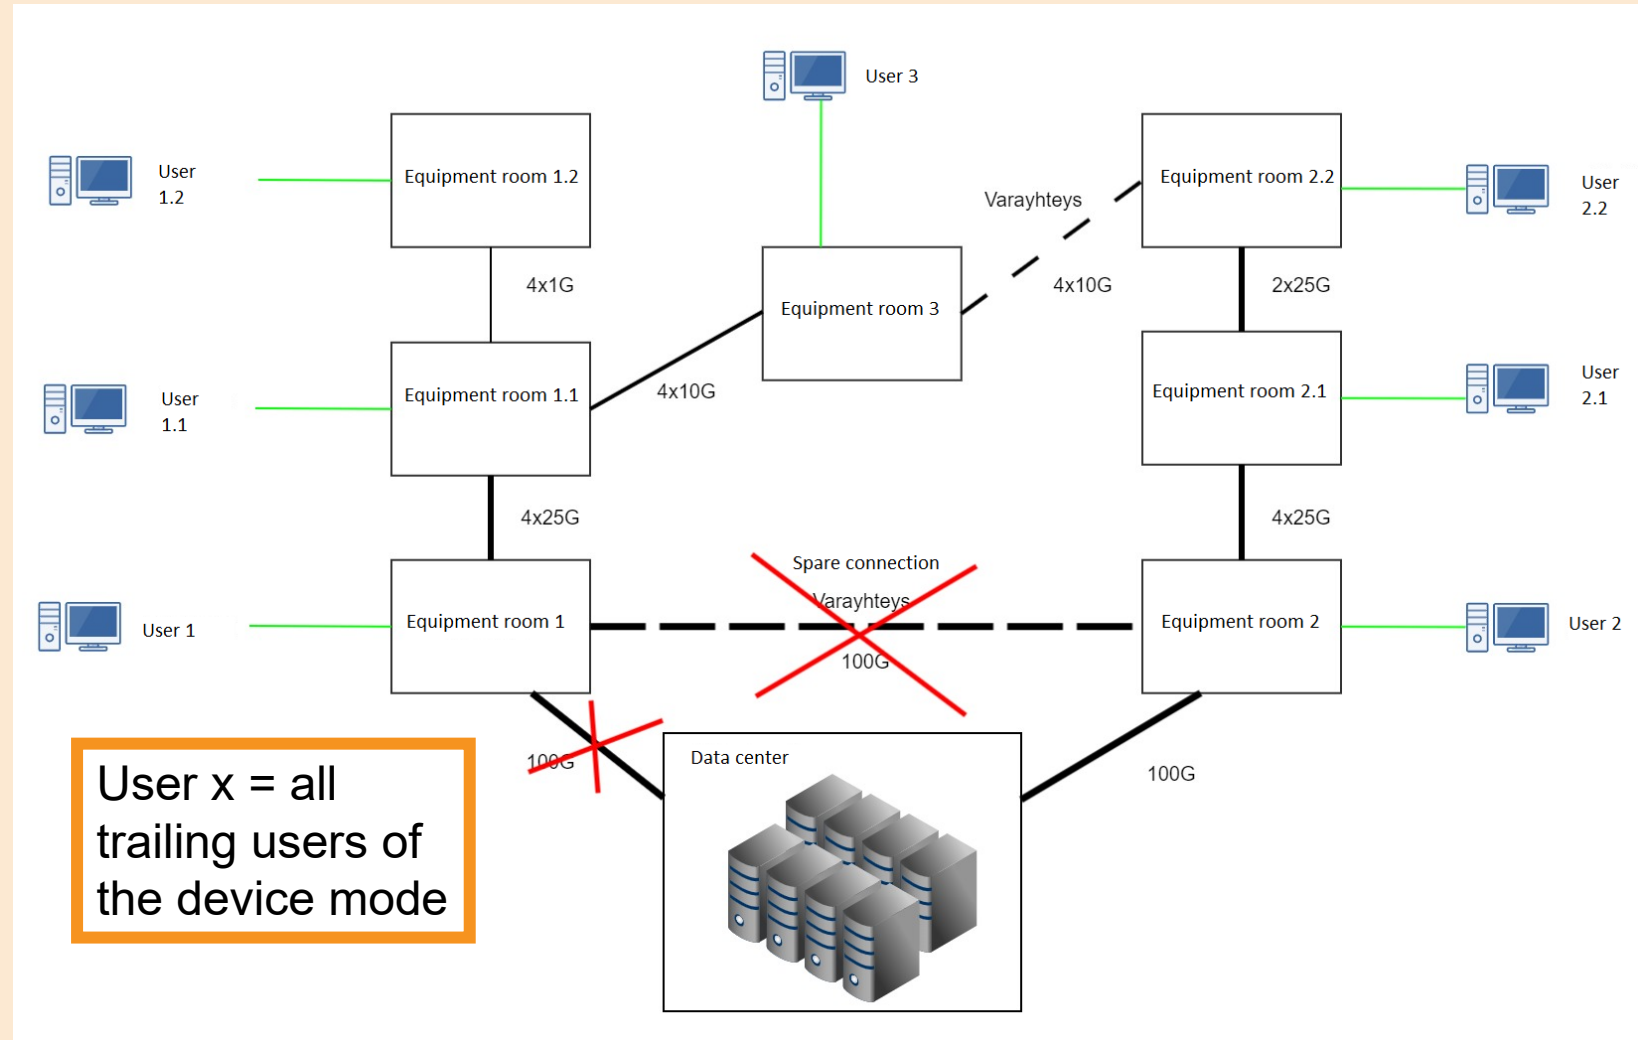 User 3
User
1.2
Equipment room 1.2
Equipment room 2.2
User
2.2
Varayhteys
4x1G
4x10G
2x25G
Equipment room 3
User
1.1
Equipment room 1.1
4x10G
Equipment room 2.1
User
2.1
4x25G
4x25G
Spare connection
Varayhteys
User 1
Equipment room 1
100G
Equipment room 2
User 2
100G
100G
Data center
User x = all
trailing users of
the device mode